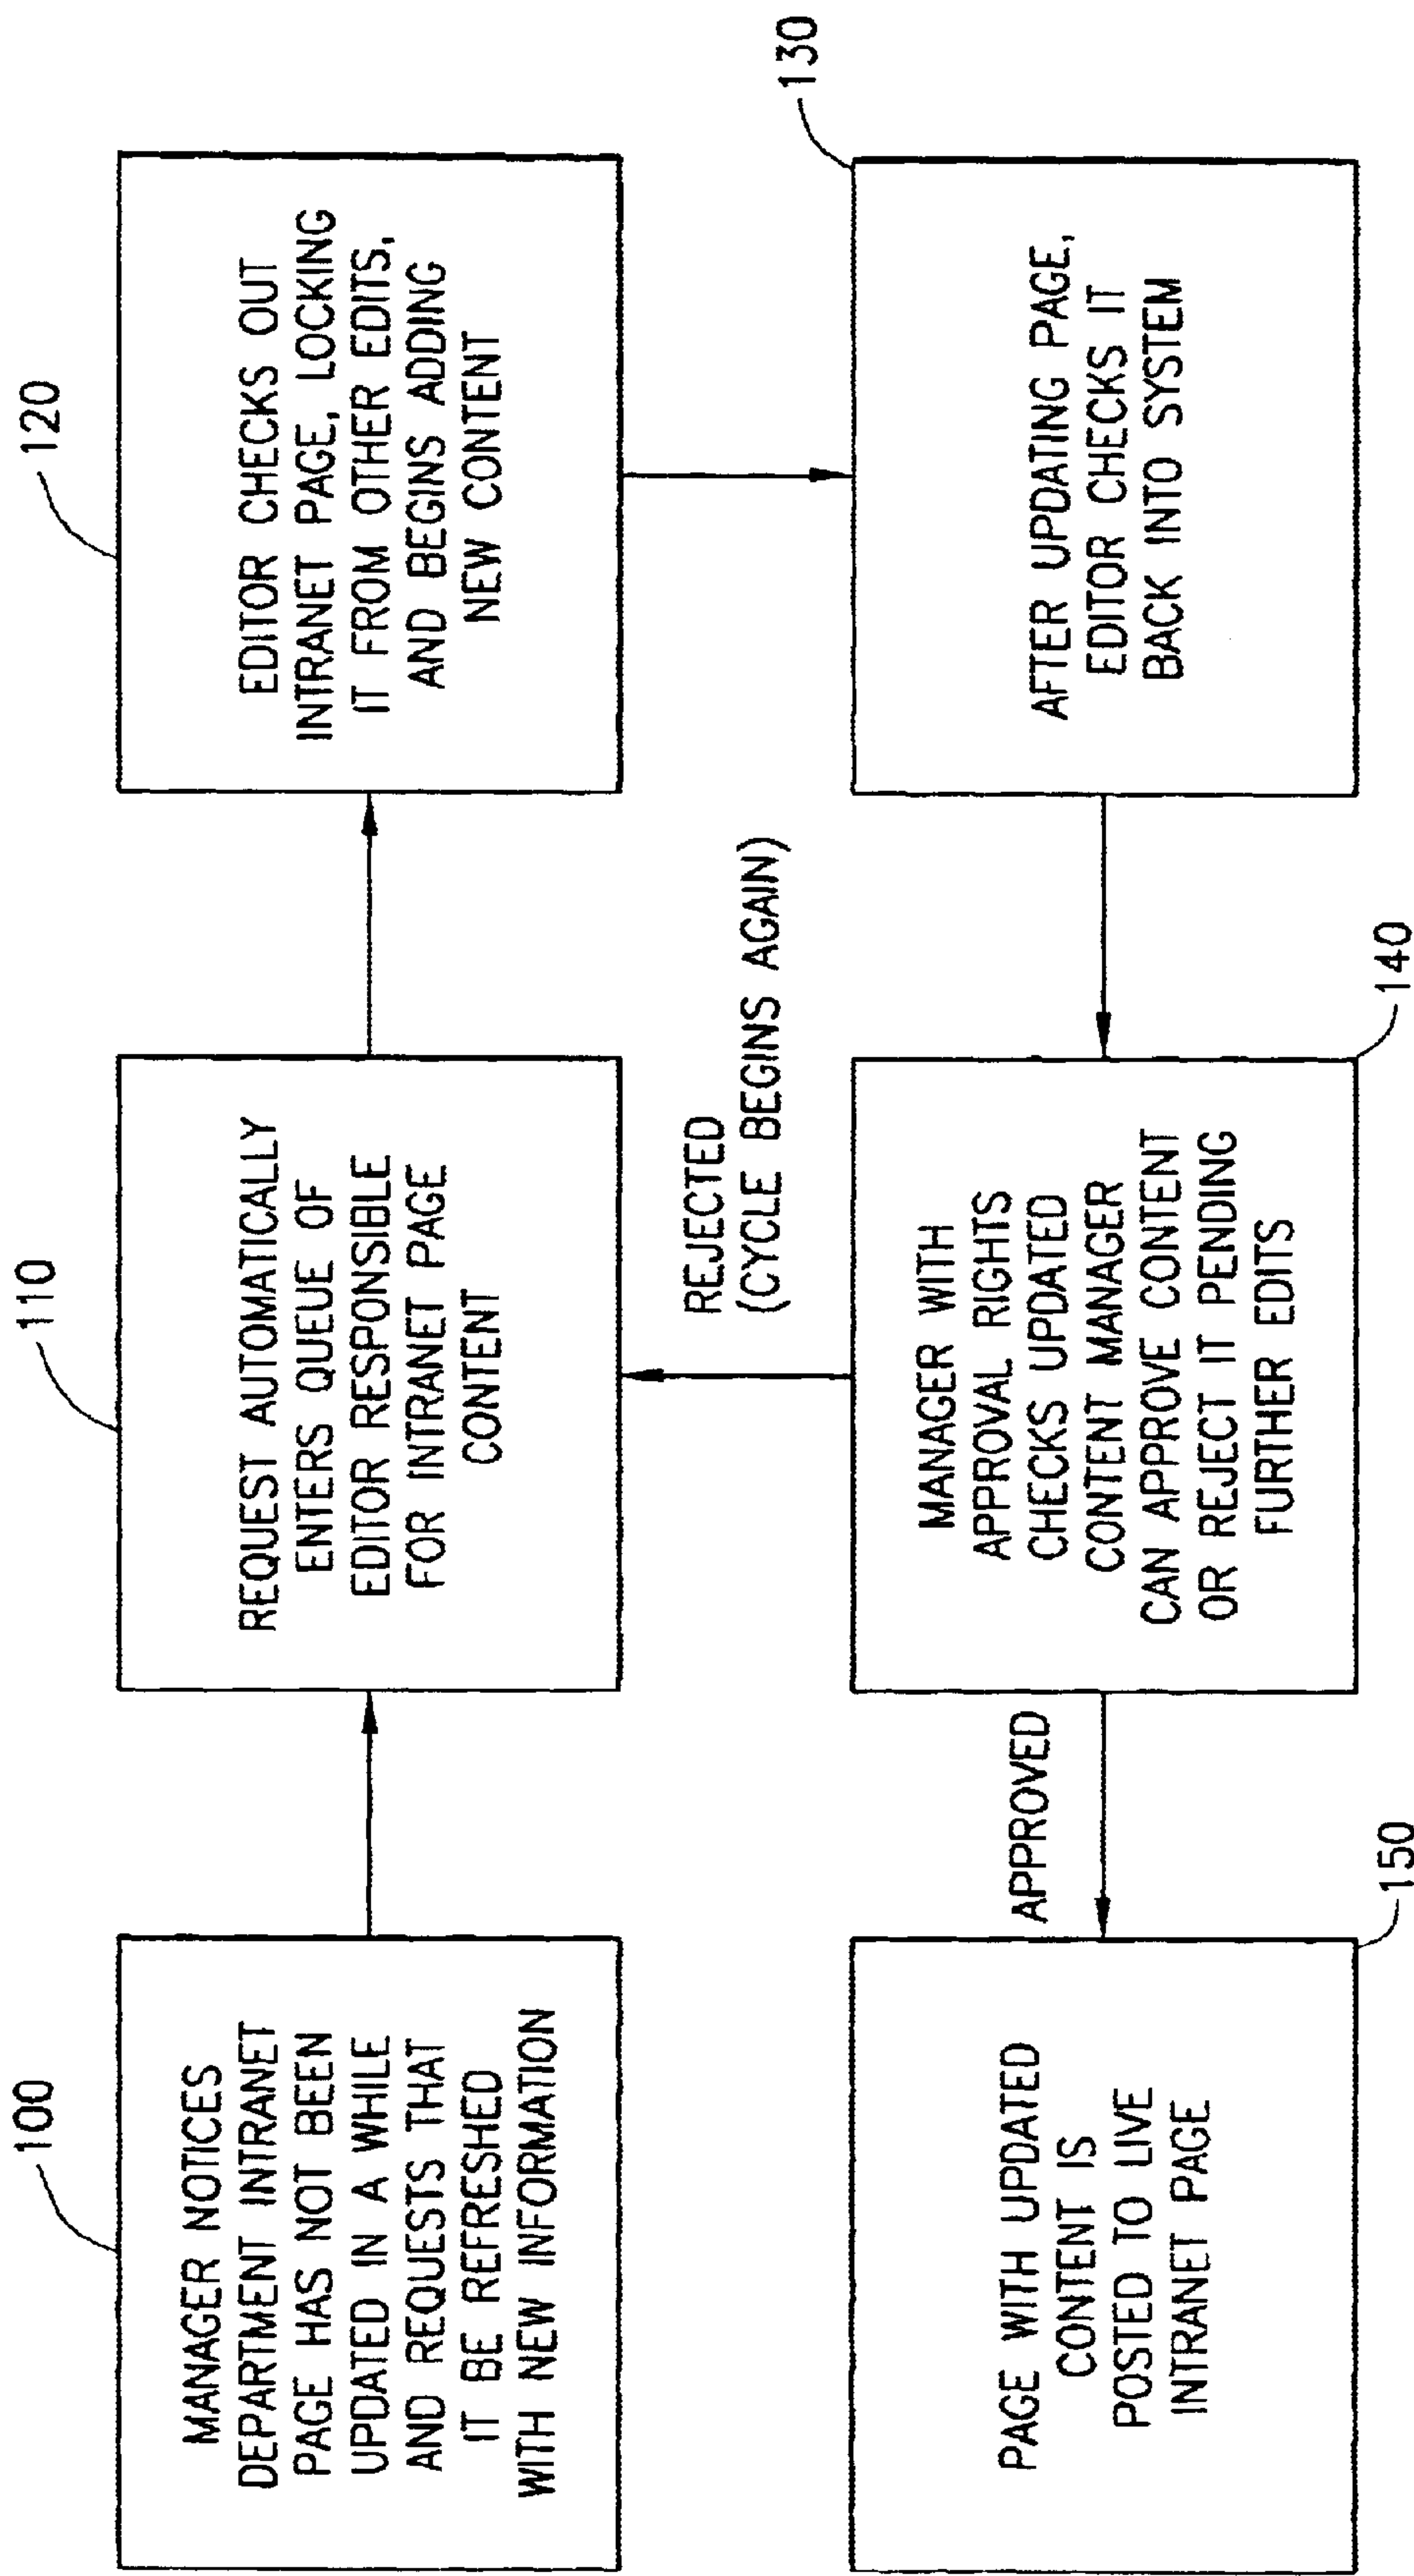 100
MANAGER NOTICES
DEPARTMENT INTRANET
PAGE HAS NOT BEEN
UPDATED IN A WHILE
AND REQUESTS THAT
IT BE REFRESHED
WITH NEW INFORMATION
110
REQUEST AUTOMATICALLY
ENTERS QUEUE OF
EDITOR RESPONSIBLE
FOR INTRANET PAGE
CONTENT
120
EDITOR CHECKS OUT
INTRANET PAGE, LOCKING
IT FROM OTHER EDITS,
AND BEGINS ADDING
NEW CONTENT
130
AFTER UPDATING PAGE,
EDITOR CHECKS IT
BACK INTO SYSTEM
REJECTED
(CYCLE BEGINS AGAIN)
140
MANAGER WITH
APPROVAL RIGHTS
CHECKS UPDATED
CONTENT MANAGER
CAN APPROVE CONTENT
OR REJECT IT PENDING
FURTHER EDITS
APPROVED
150
PAGE WITH UPDATED
CONTENT IS
POSTED TO LIVE
INTRANET PAGE